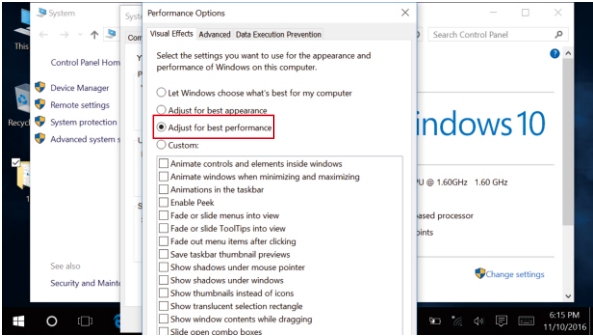 System
Performance Options
Visual Effects Advanced Data Execution Prevention
Search Control Panel
Select the settings you want to use for the appearance and
performance of Windows on this computer.
Control Panel Hom
Let Windows choose what's best for my computer
Device Manager
Adjust for best appearance
Remote settings
Adjust for best performance
System protection
Custom:
Advanced system s
indows 10
Animate controls and elements inside windows
Animate windows when minimizing and maximizing
PU @ 1.60GHz 1.60 GHz
Animations in the taskbar
Enable Peek
Fade or slide menus into view
ased processor
Fade or slide ToolTips into view
oints
Fade out menu items after clicking
Save taskbar thumbnail previews
See also
Show shadows under mouse pointer
Security and Maint
Show shadows under windows
Change settings
Show thumbnails instead of icons
Show translucent selection rectangle
Show window contents while dragging
Slide open combo boxes
6:15 PM
11/10/2016